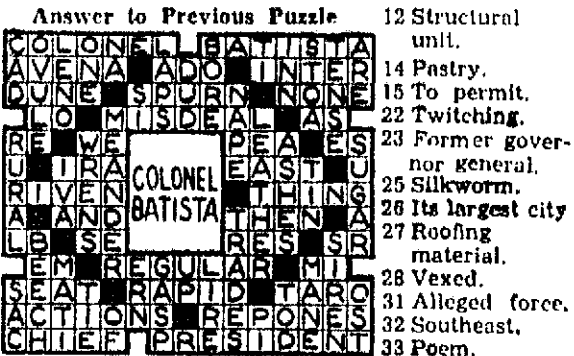 Answer to Previous Puzzle
COLONEL BATISTA
AVENA ADO INTER
DUNE SPURN NONE
LO MISDEAL AS
RE WE PEA ES
U IRA EAST U
RIVEN THING
A AND THEN A
LB SE RES SR
EM REGULAR MI
SEAT RAPID TARO
ACTIONS REPONES
CHIEF PRESIDENT
COLONEL
BATISTA
12 Structural
unit.
14 Pastry.
15 To permit.
22 Twitching.
23 Former gover-
nor general.
25 Silkworm.
26 Its largest city
27 Roofing
material.
28 Vexed.
31 Alleged force.
32 Southeast.
33 Poem.